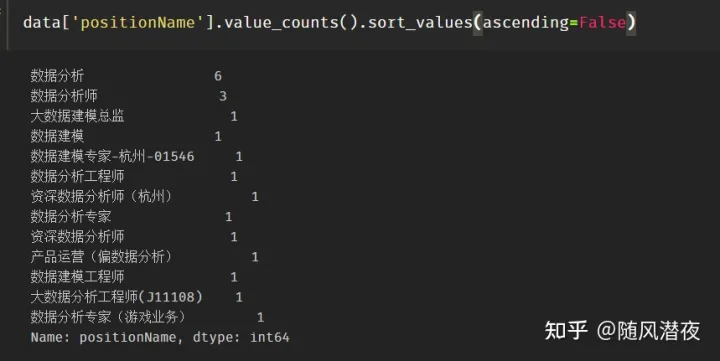 data['positionName'].value_counts().sort_values(ascending=False)
数据分析 6
数据分析师 3
大数据建模总监 1
数据建模 1
数据建模专家-杭州-01546 1
数据分析工程师 1
资深数据分析师（杭州） 1
数据分析专家 1
资深数据分析师 1
产品运营（偏数据分析） 1
数据建模工程师 1
大数据分析工程师(J11108) 1
数据分析专家（游戏业务） 1
Name: positionName, dtype: int64
知乎 @随风潜夜